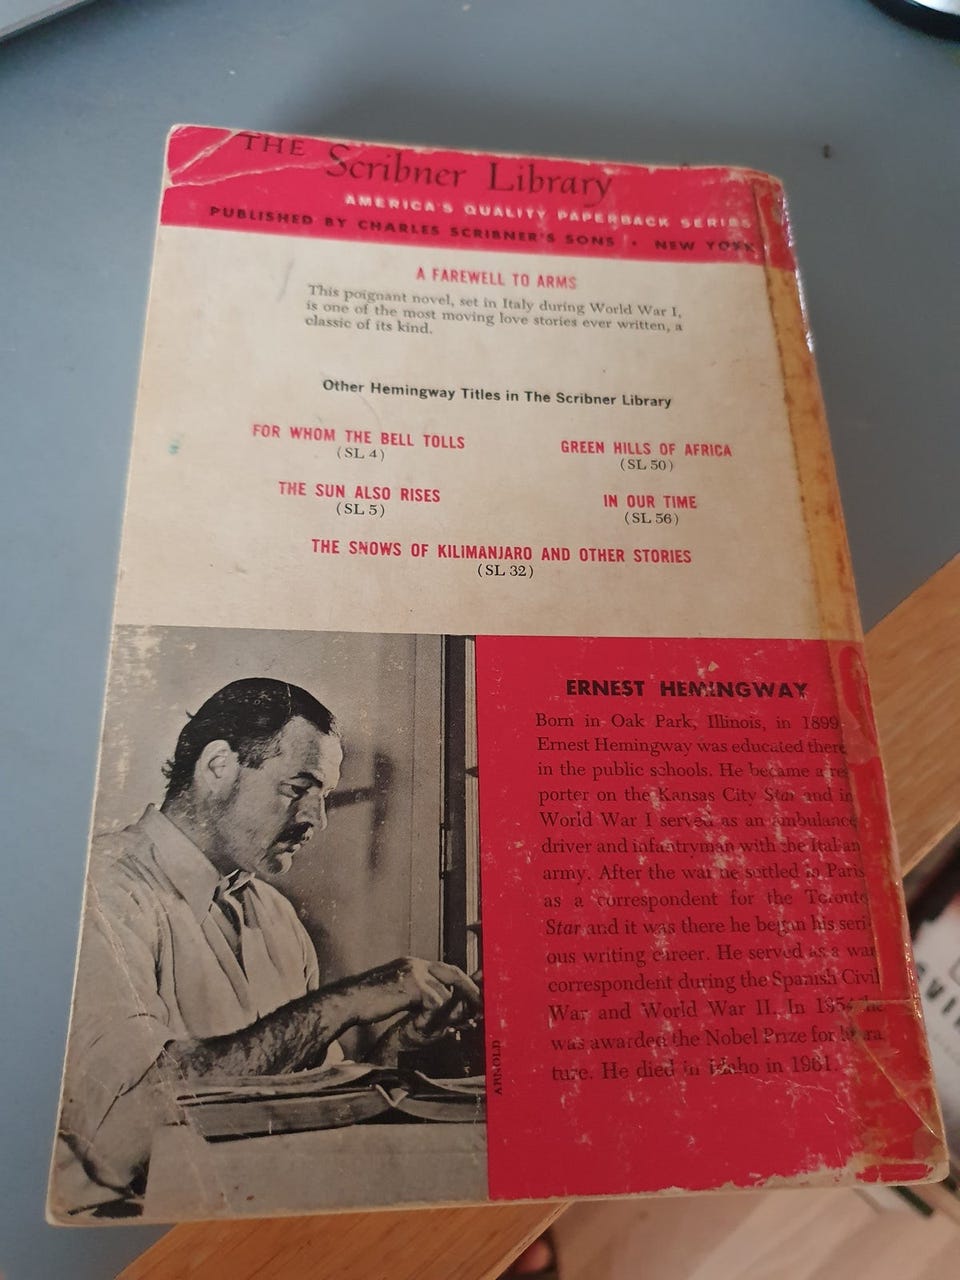 THE Scribner Library
AMERICA'S QUALITY PAPERBACK SERIES
PUBLISHED BY CHARLES SCRIBNER'S SONS • NEW YORK
A FAREWELL TO ARMS
This poignant novel, set in Italy during World War I,
is one of the most moving love stories ever written, a
classic of its kind.
Other Hemingway Titles in The Scribner Library
FOR WHOM THE BELL TOLLS
(SL 4)
GREEN HILLS OF AFRICA
(SL 50)
THE SUN ALSO RISES
(SL 5)
IN OUR TIME
(SL 56)
THE SNOWS OF KILIMANJARO AND OTHER STORIES
(SL 32)
ERNEST HEMINGWAY
Born in Oak Park, Illinois, in 1899
Ernest Hemingway was educated there
in the public schools. He became a re-
porter on the Kansas City Star and in
World War I served as an ambulance
driver and infantryman with the Italian
army. After the war he settled in Paris
as a correspondent for the Toronto
Star and it was there he began his seri-
ous writing career. He served as a war
correspondent during the Spanish Civil
War and World War II. In 1954 he
was awarded the Nobel Prize for litera-
ture. He died in Idaho in 1961.
ARNOLD